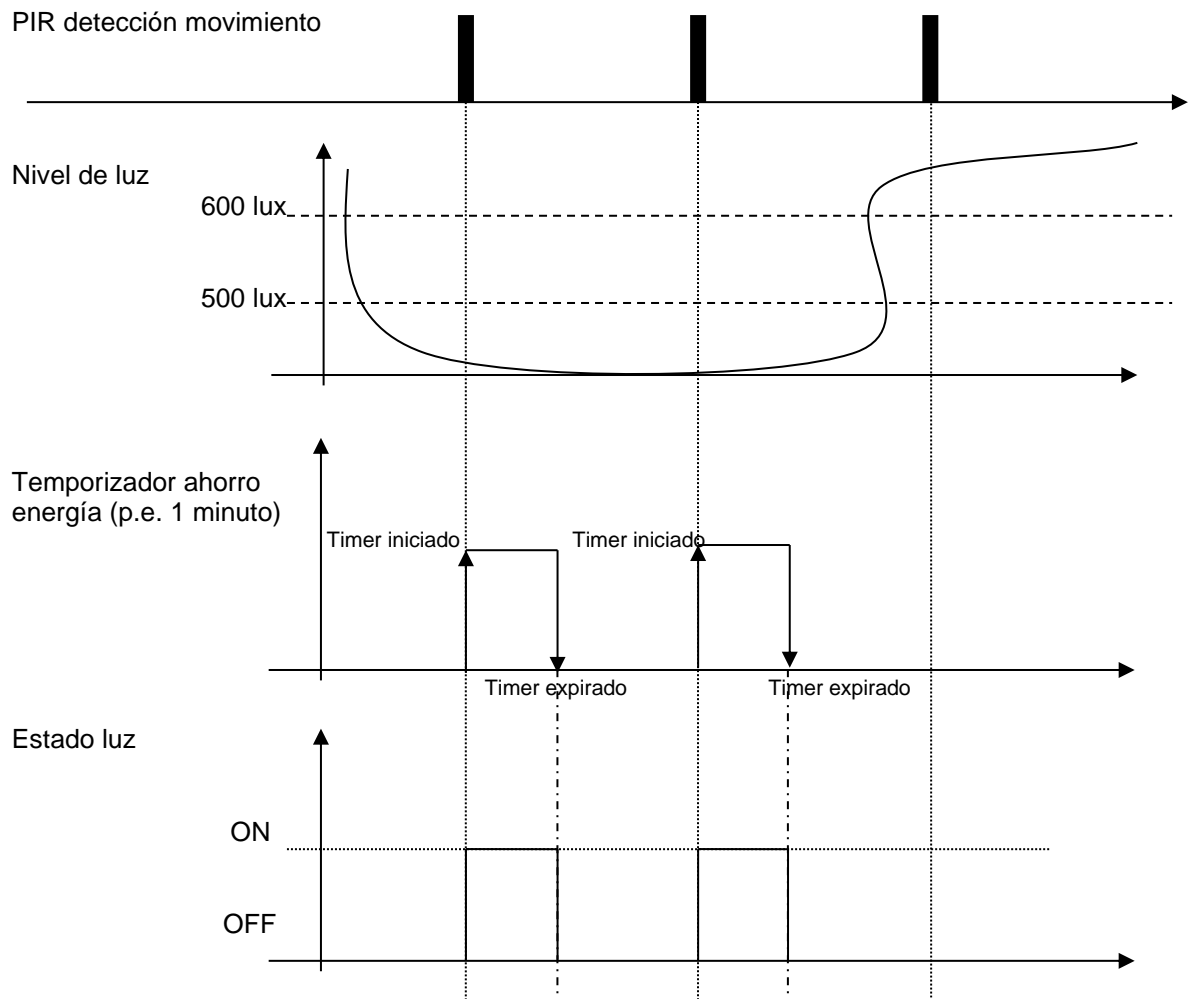 PIR detección movimiento
Nivel de luz
600 lux
500 lux
Temporizador ahorro
energía (p.e. 1 minuto)
Timer iniciado
Timer iniciado
Timer expirado
Timer expirado
Estado luz
ON
OFF